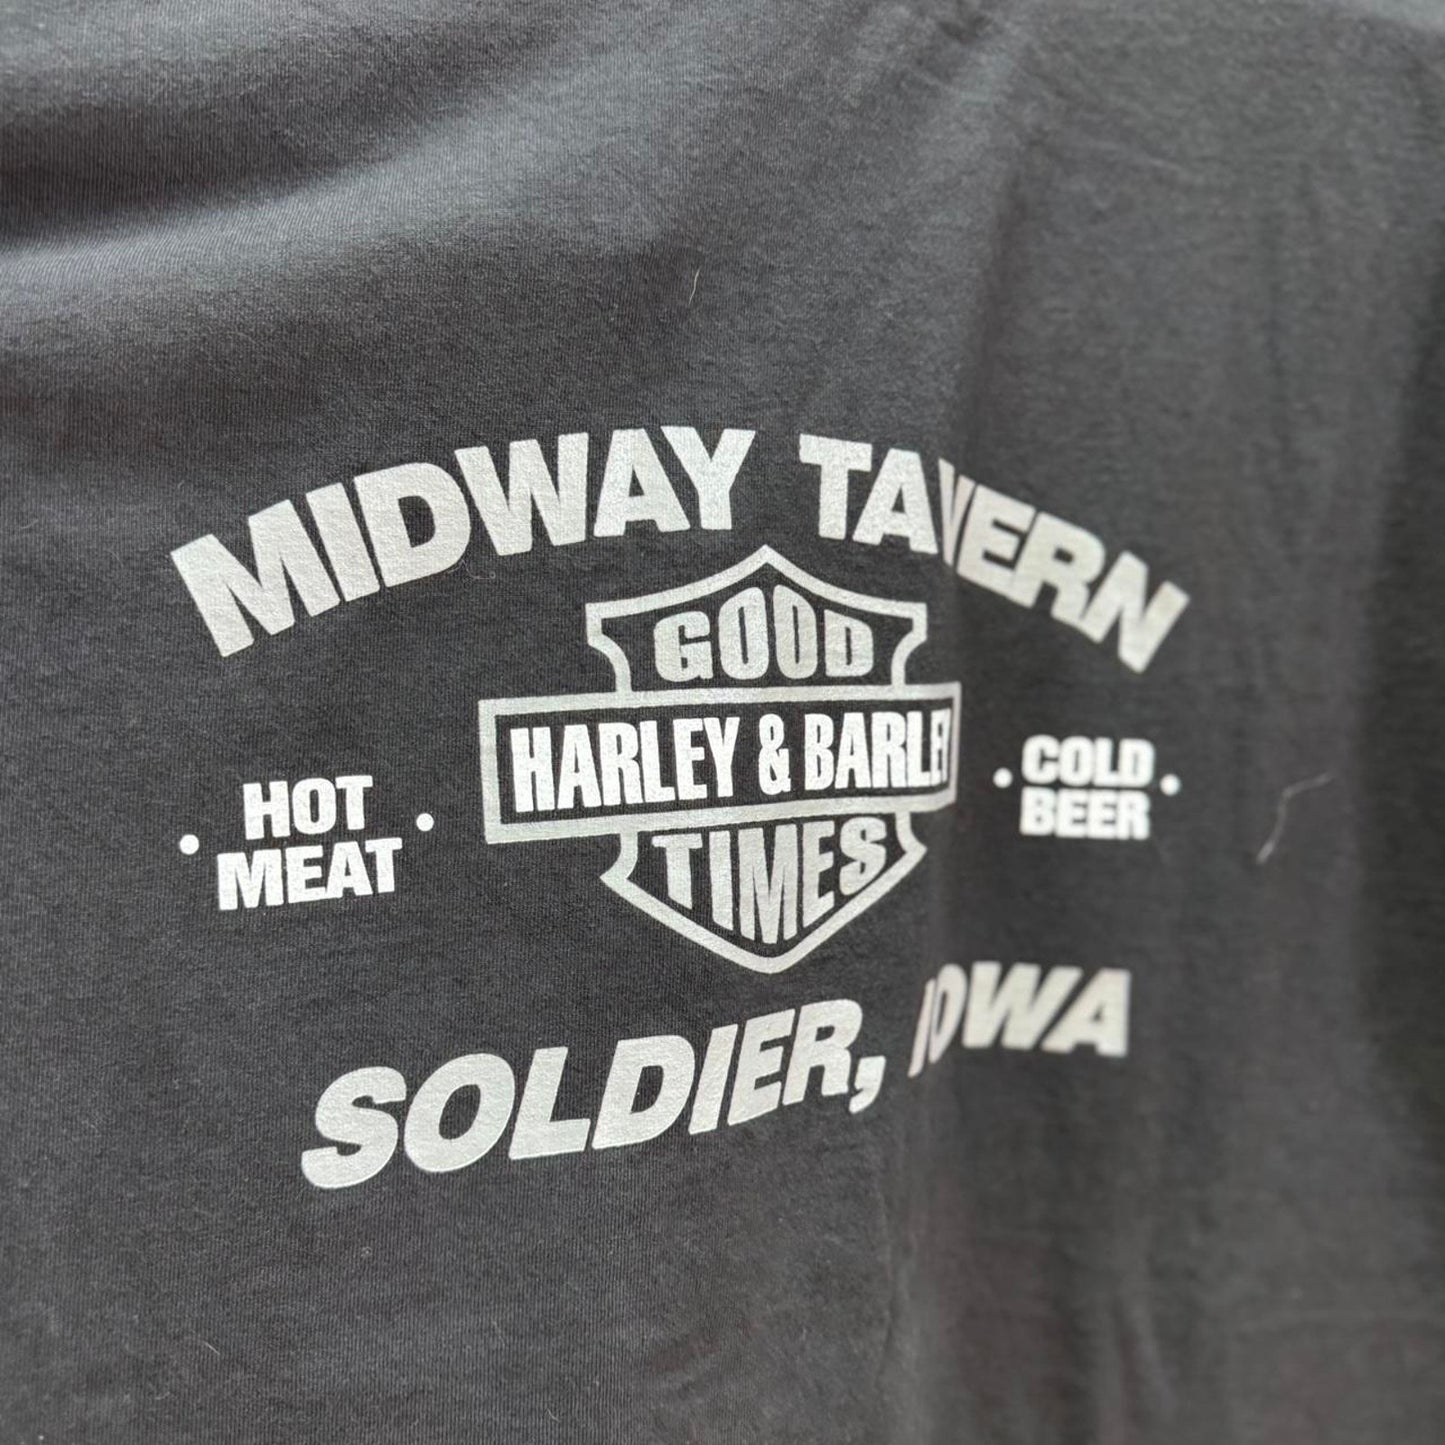 MIDWAY TAVERN
GOOD
HARLEY & BARLEY
TIMES
· HOT ·
MEAT
· COLD ·
BEER
SOLDIER, IOWA